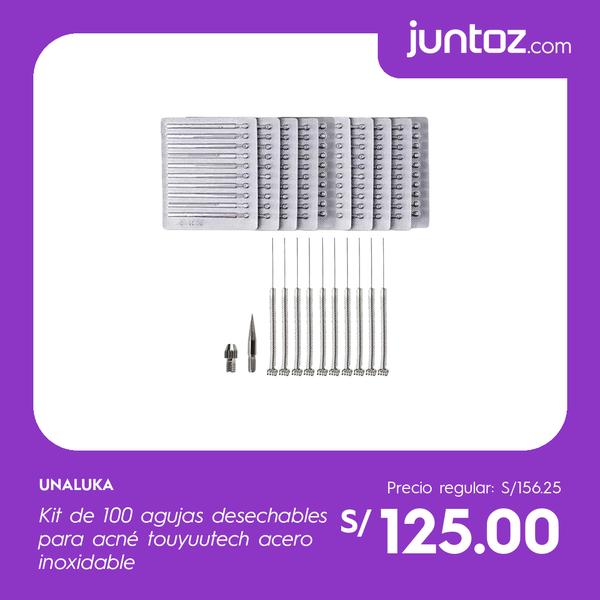 juntoz.com
UNALUKA
Kit de 100 agujas desechables
para acné touyuutech acero
inoxidable
Precio regular: S/156.25
S/125.00